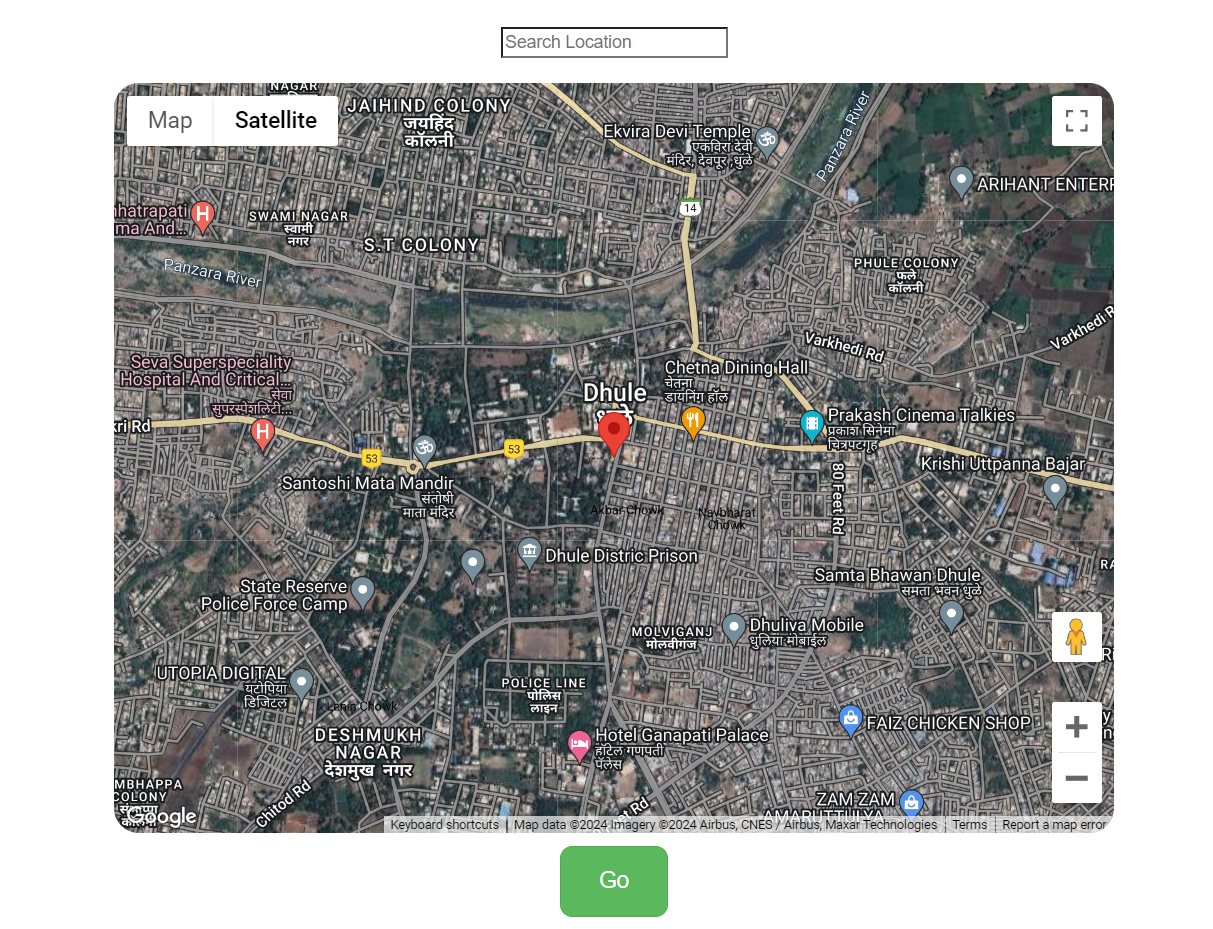 Search Location
NAGAR
Map
Satellite
JAIHIND COLONY
जयहिंद
कॉलनी
Ekvira Devi Temple
एकविरा देवी
मंदिर, देवपूर ,धुळे
Panzara River
ARIHANT ENTERP
14
hhatrapati
ma And...
SWAMI NAGAR
स्वामी
नगर
S.T COLONY
Panzara River
PHULE COLONY
फले
कॉलनी
Varkhedi Rd
Varkhedi R
Seva Superspeciality
Hospital And Critical...
सेवा
सुपरस्पेशलिटी...
Chetna Dining Hall
चेतना
डायनिंग हॉल
Dhule
Prakash Cinema Talkies
प्रकाश सिनेमा
चित्रपटगृह
kri Rd
53
53
Krishi Uttpanna Bajar
80 Feet Rd
Santoshi Mata Mandir
संतोषी
माता मंदिर
Akbar Chowk
Navbharat
Chowk
Dhule Distric Prison
RA
State Reserve
Police Force Camp
Samta Bhawan Dhule
समता भवन धुळे
MOLVIGANJ
मोलवीगंज
Dhuliva Mobile
धुलिया मोबाईल
Ri
UTOPIA DIGITAL
यटोपिया
डिजिटल
POLICE LINE
पोलिस
लाइन
Lenin Chowk
DESHMUKH
NAGAR
देशमुख नगर
Hotel Ganapati Palace
हॉटेल गणपती
पॅलेस
FAIZ CHICKEN SHOP
MBHAPPA
COLONY
Chitod Rd
ZAM ZAM
AMARUTTULYA
Google
Keyboard shortcuts
Map data ©2024 Imagery ©2024 Airbus, CNES / Airbus, Maxar Technologies
Terms
Report a map error
Go